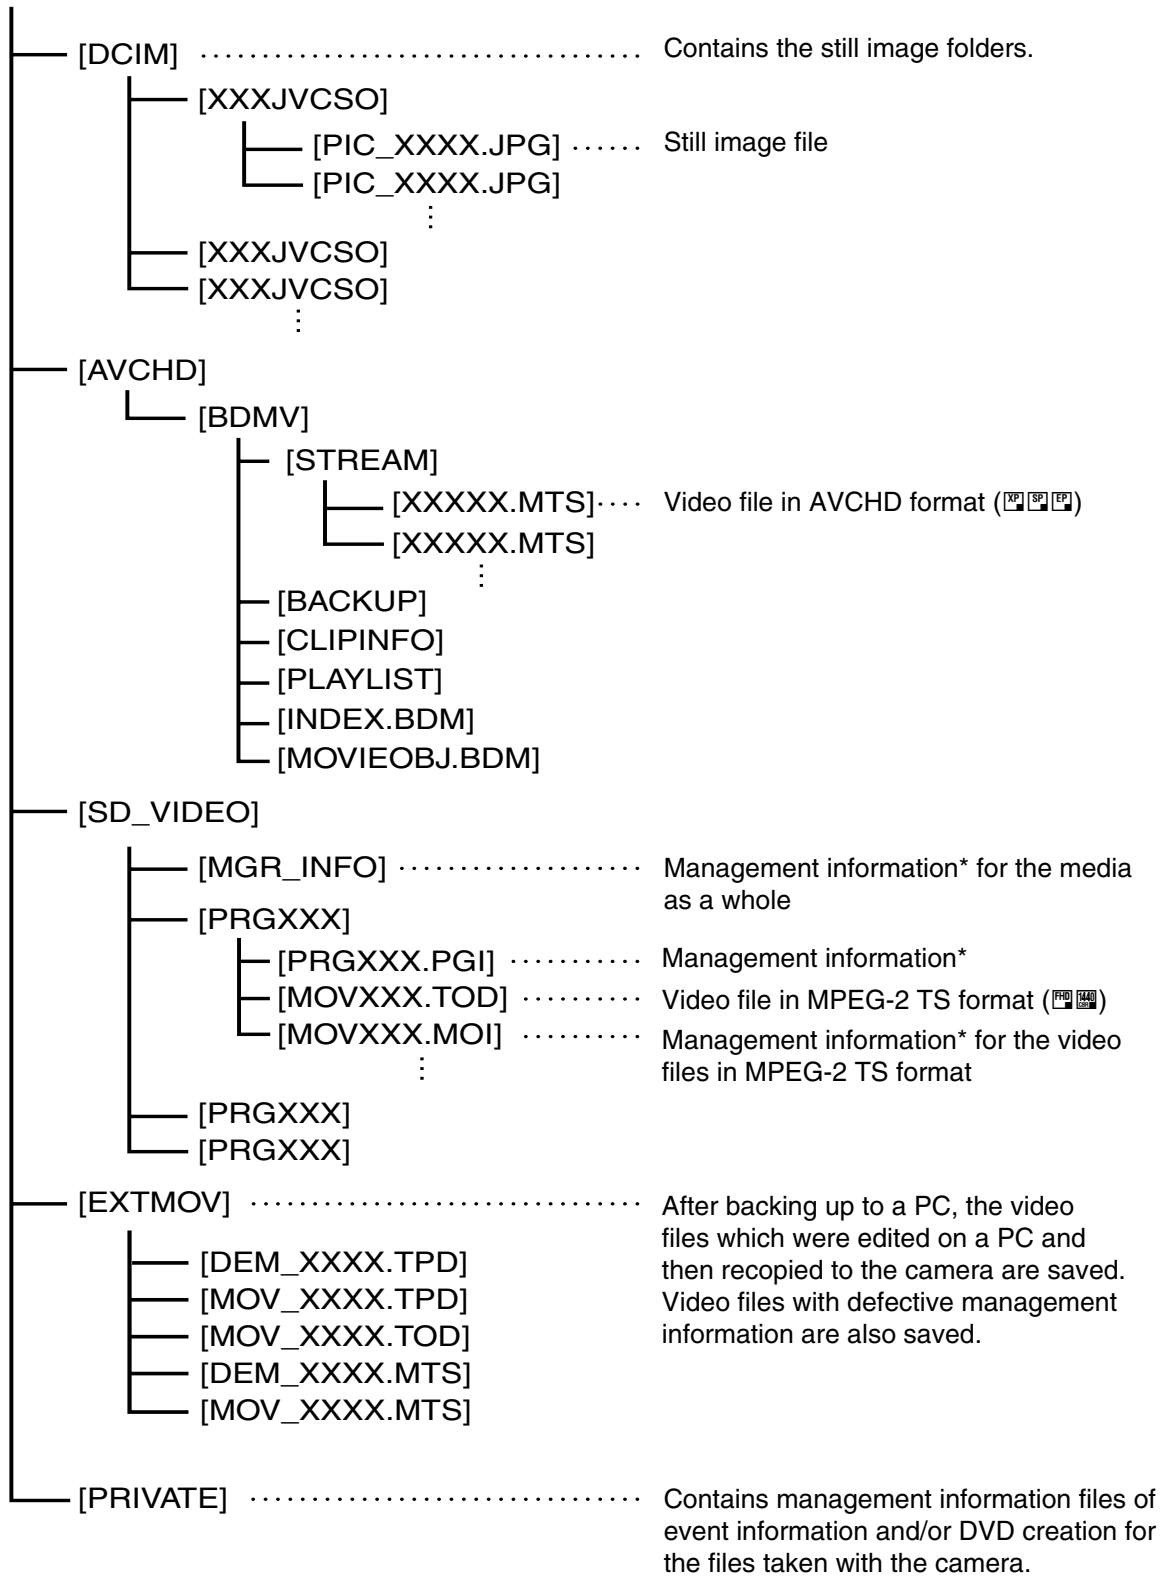 [DCIM] Contains the still image folders.
[XXXJVCSO]
[PIC_XXXX.JPG] Still image file
[PIC_XXXX.JPG]
[XXXJVCSO]
[XXXJVCSO]
[AVCHD]
[BDMV]
[STREAM]
[XXXXX.MTS] Video file in AVCHD format (XP SP EP)
[XXXXX.MTS]
[BACKUP]
[CLIPINFO]
[PLAYLIST]
[INDEX.BDM]
[MOVIEOBJ.BDM]
[SD_VIDEO]
[MGR_INFO] Management information* for the media
as a whole
[PRGXXX]
[PRGXXX.PGI] Management information*
[MOVXXX.TOD] Video file in MPEG-2 TS format (FHD 1440 CBR)
[MOVXXX.MOI] Management information* for the video
files in MPEG-2 TS format
[PRGXXX]
[PRGXXX]
[EXTMOV] After backing up to a PC, the video
files which were edited on a PC and
then recopied to the camera are saved.
Video files with defective management
information are also saved.
[DEM_XXXX.TPD]
[MOV_XXXX.TPD]
[MOV_XXXX.TOD]
[DEM_XXXX.MTS]
[MOV_XXXX.MTS]
[PRIVATE] Contains management information files of
event information and/or DVD creation for
the files taken with the camera.